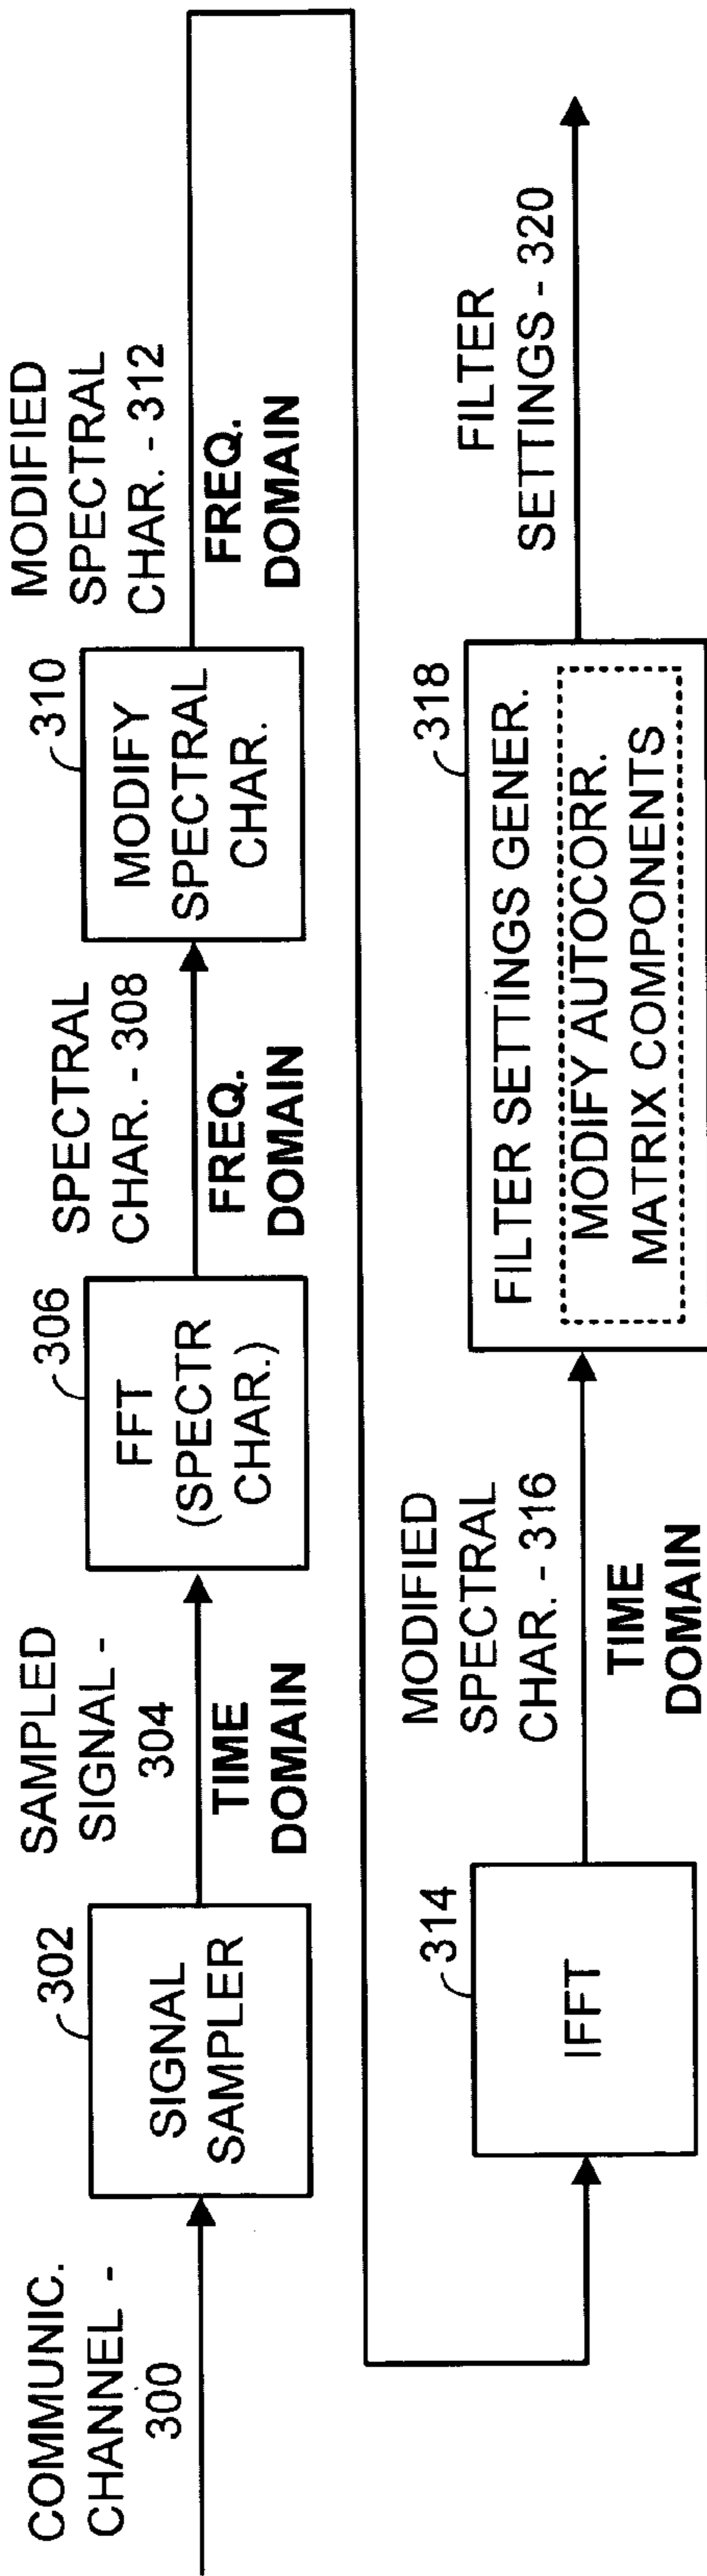 COMMUNIC.
CHANNEL -
300
302
SIGNAL
SAMPLER
SAMPLED
SIGNAL -
304
TIME
DOMAIN
306
FFT
(SPECTR
CHAR.)
SPECTRAL
CHAR. - 308
FREQ.
DOMAIN
310
MODIFY
SPECTRAL
CHAR.
MODIFIED
SPECTRAL
CHAR. - 312
FREQ.
DOMAIN
314
IFFT
MODIFIED
SPECTRAL
CHAR. - 316
TIME
DOMAIN
318
FILTER SETTINGS GENER.
MODIFY AUTOCORR.
MATRIX COMPONENTS
FILTER
SETTINGS - 320